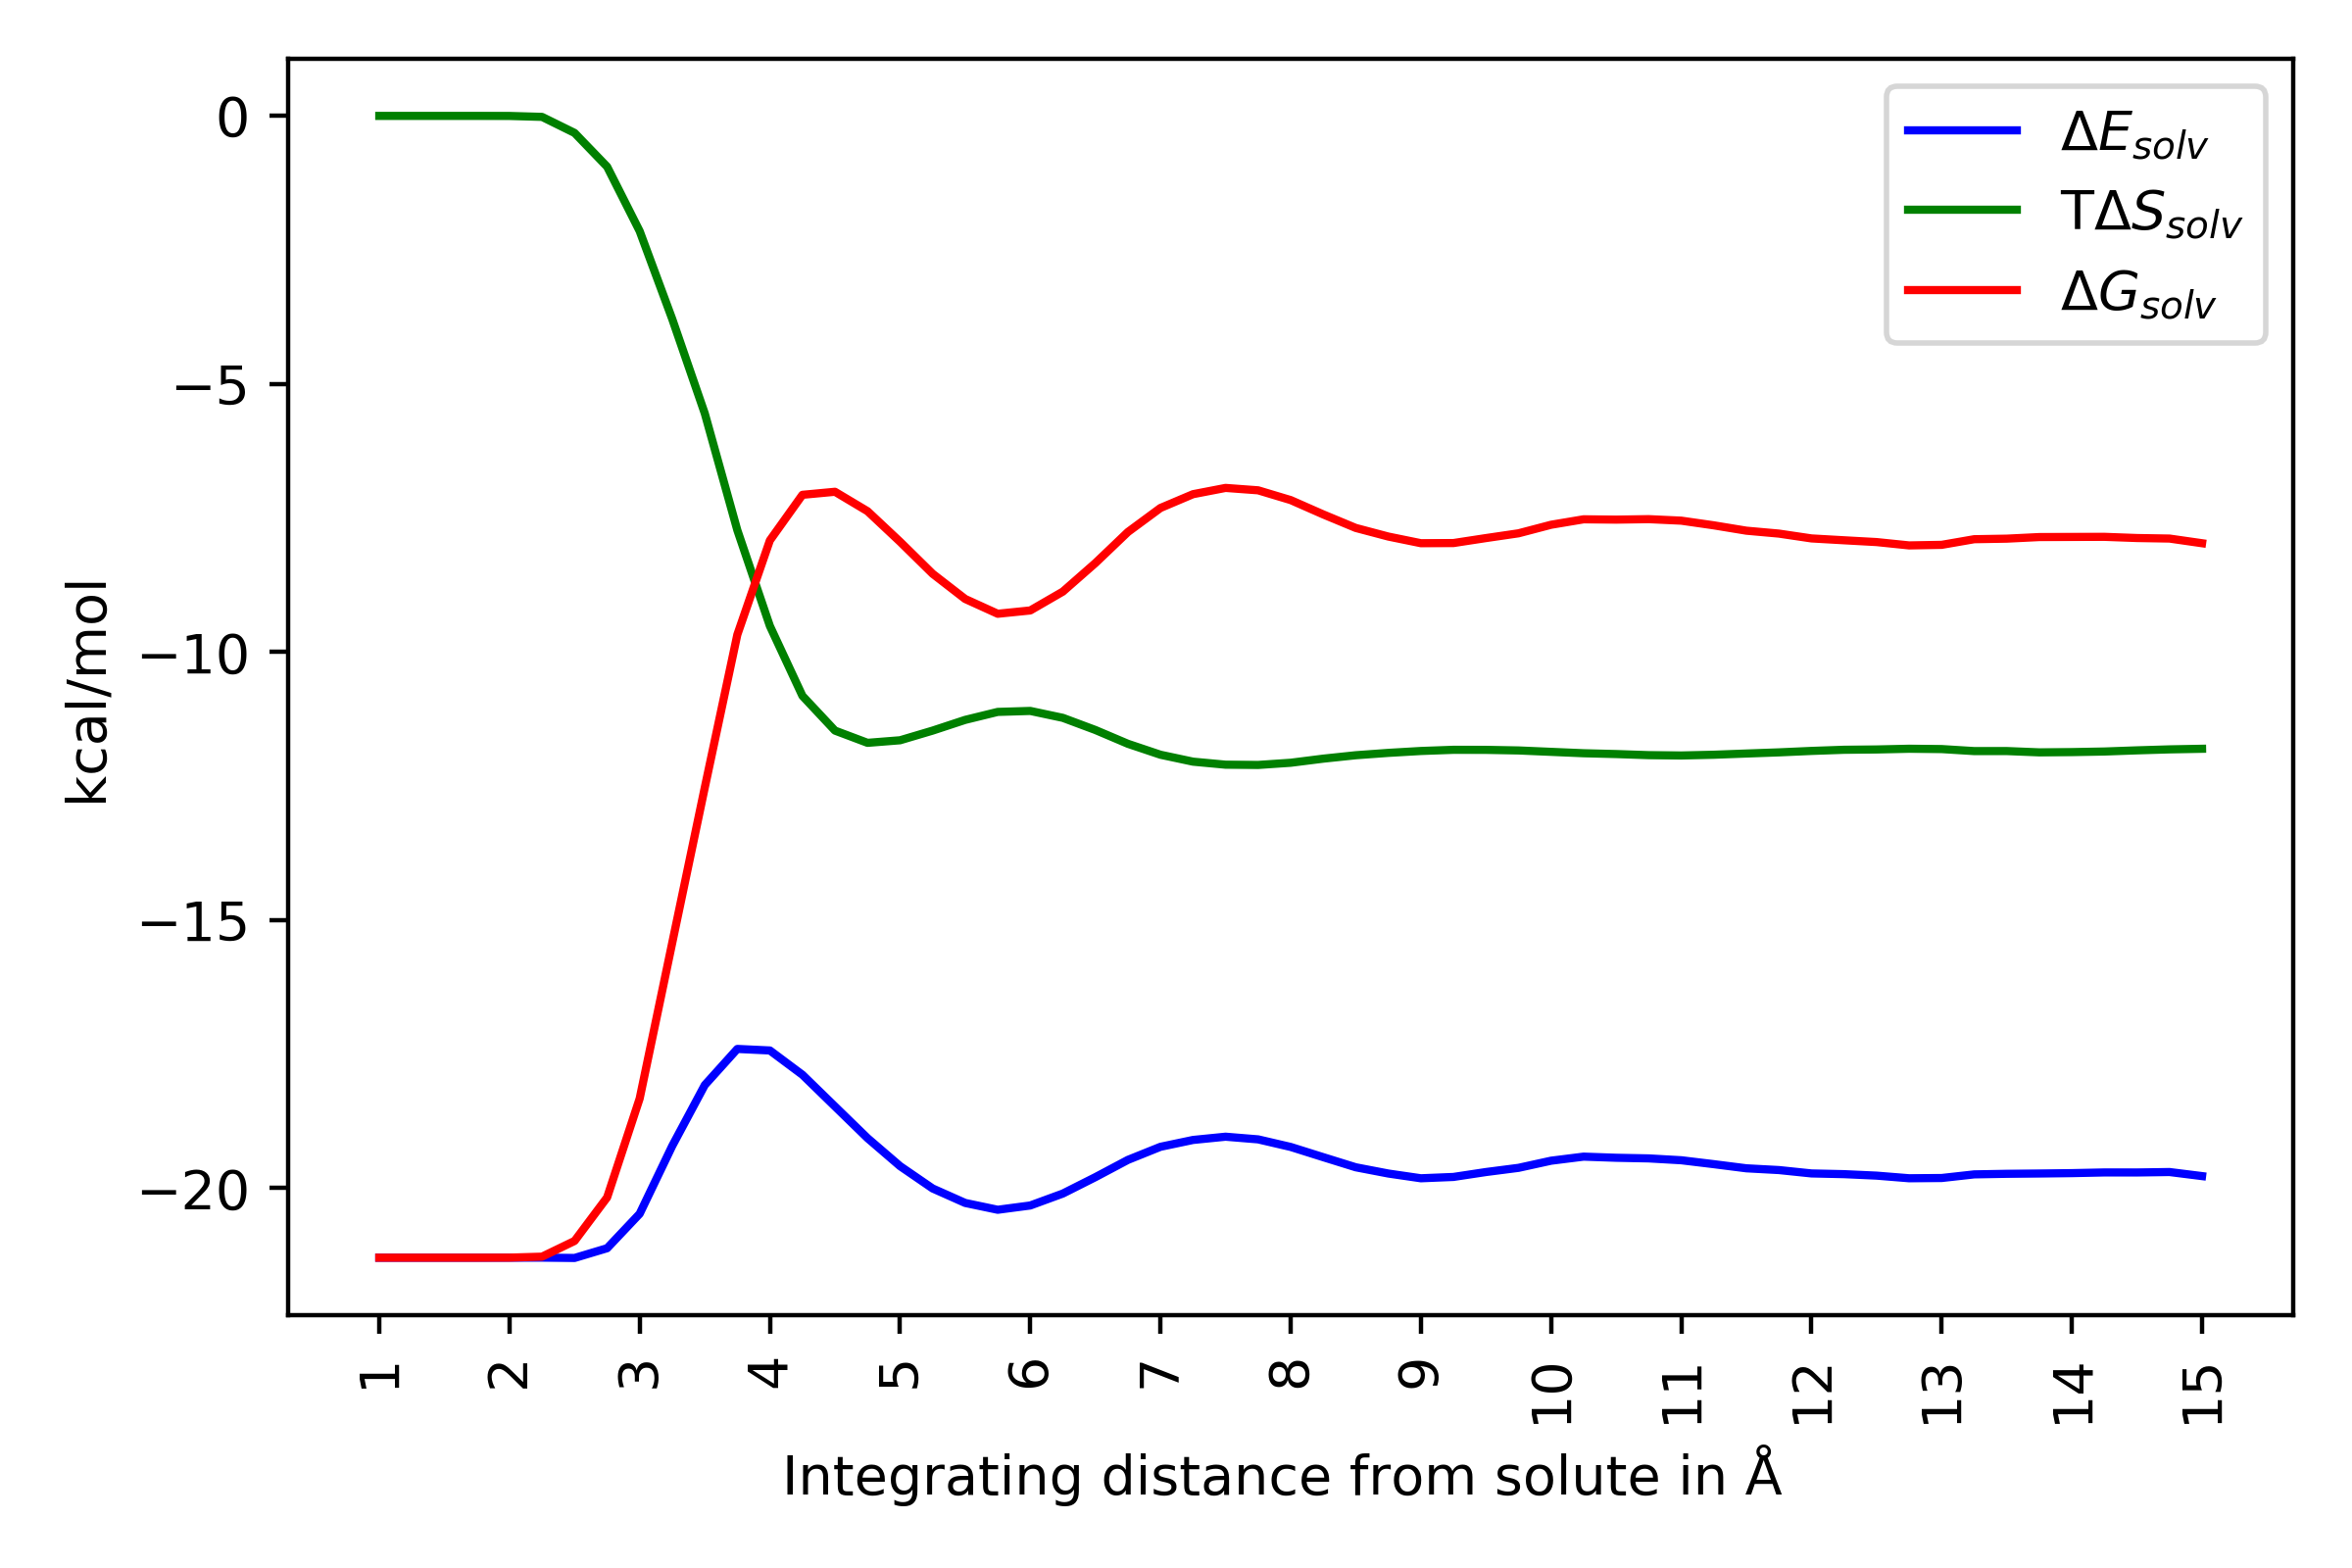 ΔE_solv
TΔS_solv
ΔG_solv
0
−5
−10
−15
−20
kcal/mol
1 2 3 4 5 6 7 8 9 10 11 12 13 14 15
Integrating distance from solute in Å